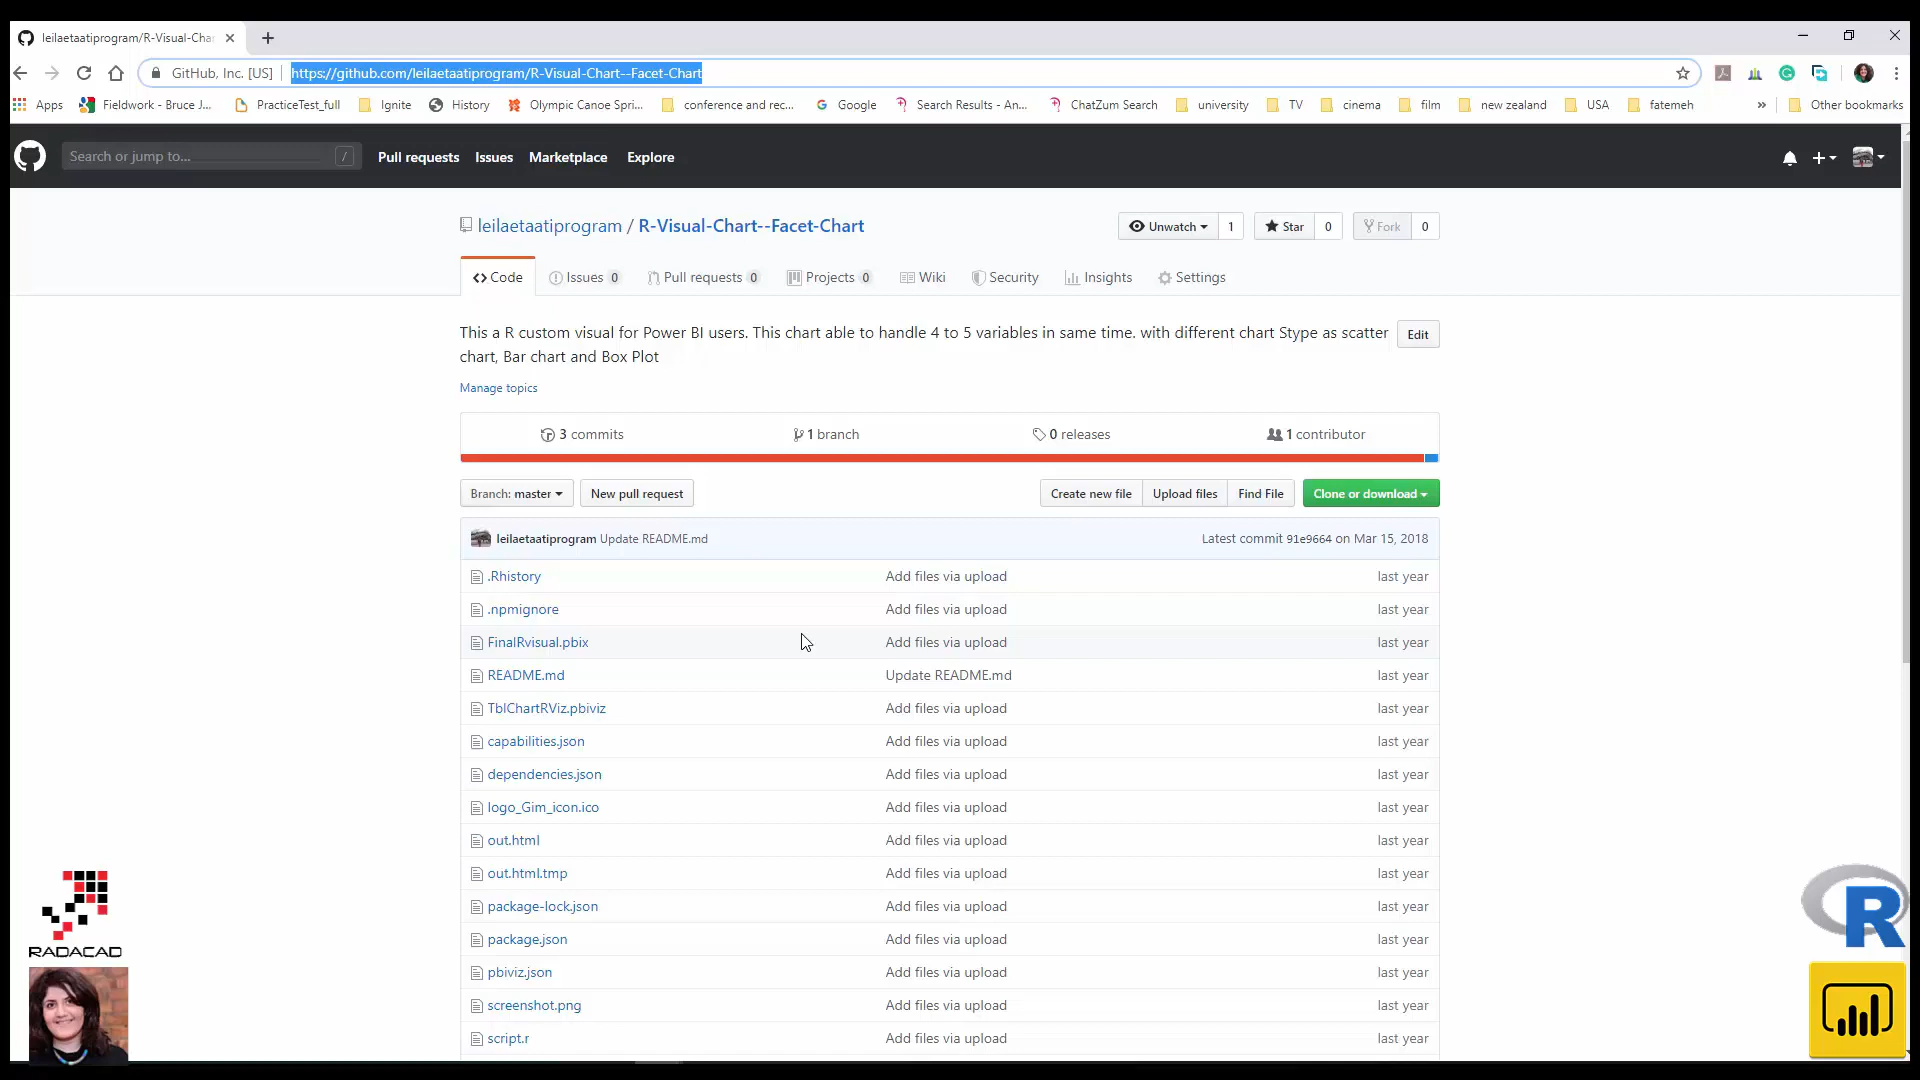 leilaetaatiprogram/R-Visual-Cha
GitHub, Inc. [US] https://github.com/leilaetaatiprogram/R-Visual-Chart--Facet-Chart
Apps Fieldwork - Bruce J... PracticeTest_full Ignite History Olympic Canoe Spri... conference and rec... Google Search Results - An... ChatZum Search university TV cinema film new zealand USA fatemeh » Other bookmarks
Search or jump to... / Pull requests Issues Marketplace Explore
leilaetaatiprogram / R-Visual-Chart--Facet-Chart Unwatch 1 Star 0 Fork 0
Code Issues 0 Pull requests 0 Projects 0 Wiki Security Insights Settings
This a R custom visual for Power BI users. This chart able to handle 4 to 5 variables in same time. with different chart Stype as scatter
chart, Bar chart and Box Plot
Edit
Manage topics
3 commits 1 branch 0 releases 1 contributor
Branch: master New pull request Create new file Upload files Find File Clone or download
leilaetaatiprogram Update README.md Latest commit 91e9664 on Mar 15, 2018
.Rhistory Add files via upload last year
.npmignore Add files via upload last year
FinalRvisual.pbix Add files via upload last year
README.md Update README.md last year
TblChartRViz.pbiviz Add files via upload last year
capabilities.json Add files via upload last year
dependencies.json Add files via upload last year
logo_Gim_icon.ico Add files via upload last year
out.html Add files via upload last year
out.html.tmp Add files via upload last year
package-lock.json Add files via upload last year
package.json Add files via upload last year
pbiviz.json Add files via upload last year
screenshot.png Add files via upload last year
script.r Add files via upload last year
RADACAD
R